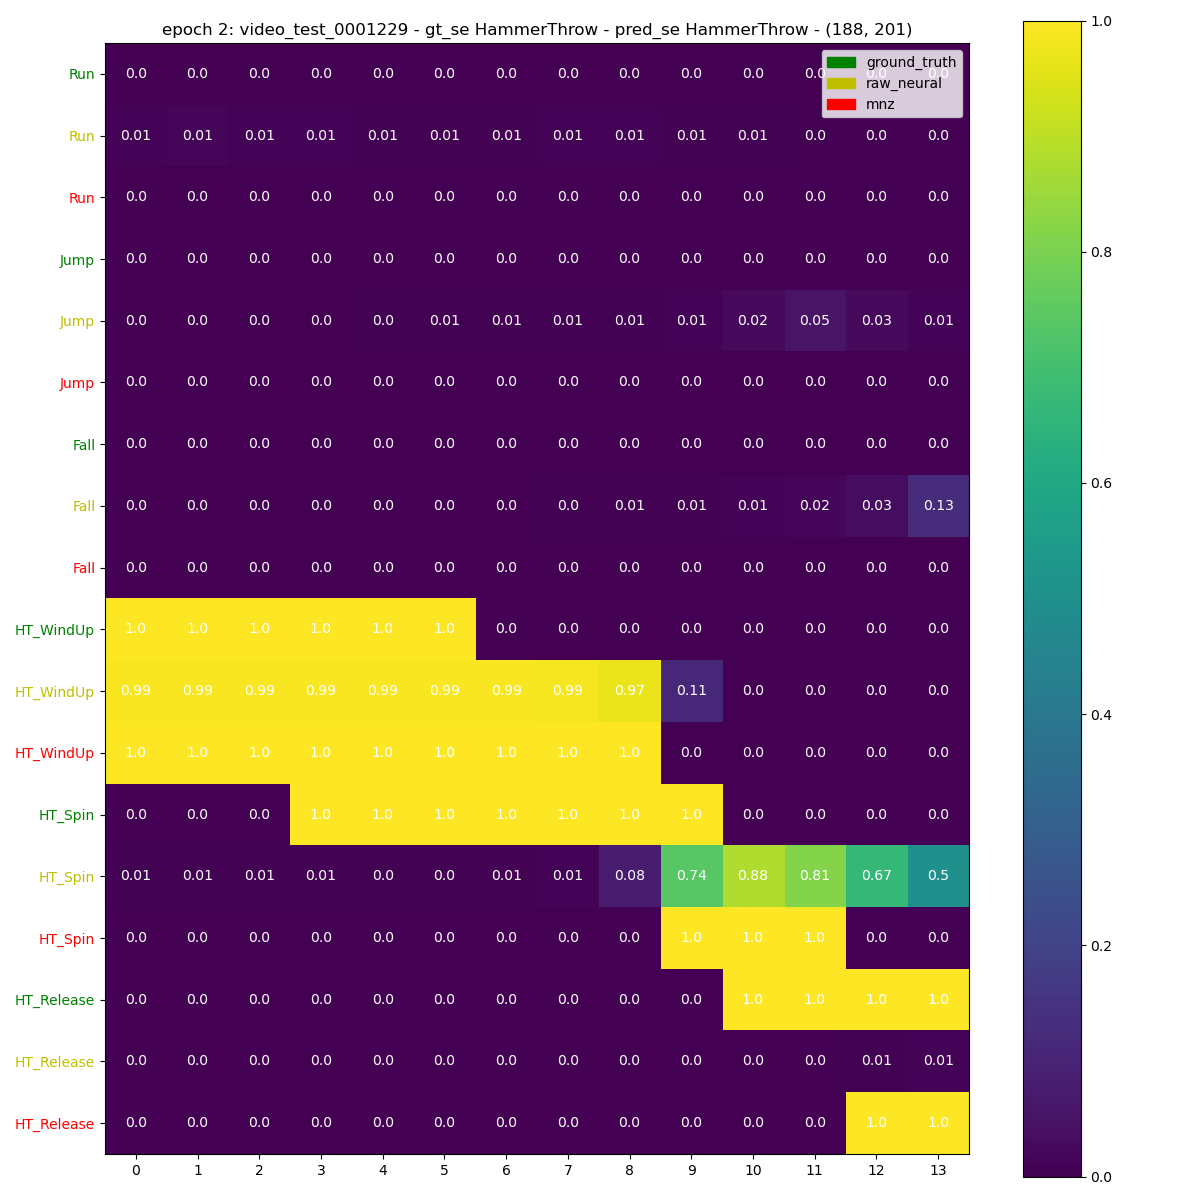 epoch 2: video_test_0001229 - gt_se HammerThrow - pred_se HammerThrow - (188, 201)
ground_truth
raw_neural
mnz
Run 0.0 0.0 0.0 0.0 0.0 0.0 0.0 0.0 0.0 0.0 0.0 0.0 0.0 0.0
Run 0.01 0.01 0.01 0.01 0.01 0.01 0.01 0.01 0.01 0.01 0.01 0.0 0.0 0.0
Run 0.0 0.0 0.0 0.0 0.0 0.0 0.0 0.0 0.0 0.0 0.0 0.0 0.0 0.0
Jump 0.0 0.0 0.0 0.0 0.0 0.0 0.0 0.0 0.0 0.0 0.0 0.0 0.0 0.0
Jump 0.0 0.0 0.0 0.0 0.0 0.01 0.01 0.01 0.01 0.01 0.02 0.05 0.03 0.01
Jump 0.0 0.0 0.0 0.0 0.0 0.0 0.0 0.0 0.0 0.0 0.0 0.0 0.0 0.0
Fall 0.0 0.0 0.0 0.0 0.0 0.0 0.0 0.0 0.0 0.0 0.0 0.0 0.0 0.0
Fall 0.0 0.0 0.0 0.0 0.0 0.0 0.0 0.0 0.01 0.01 0.01 0.02 0.03 0.13
Fall 0.0 0.0 0.0 0.0 0.0 0.0 0.0 0.0 0.0 0.0 0.0 0.0 0.0 0.0
HT_WindUp 1.0 1.0 1.0 1.0 1.0 1.0 0.0 0.0 0.0 0.0 0.0 0.0 0.0 0.0
HT_WindUp 0.99 0.99 0.99 0.99 0.99 0.99 0.99 0.99 0.97 0.11 0.0 0.0 0.0 0.0
HT_WindUp 1.0 1.0 1.0 1.0 1.0 1.0 1.0 1.0 1.0 0.0 0.0 0.0 0.0 0.0
HT_Spin 0.0 0.0 0.0 1.0 1.0 1.0 1.0 1.0 1.0 1.0 0.0 0.0 0.0 0.0
HT_Spin 0.01 0.01 0.01 0.01 0.0 0.0 0.01 0.01 0.08 0.74 0.88 0.81 0.67 0.5
HT_Spin 0.0 0.0 0.0 0.0 0.0 0.0 0.0 0.0 0.0 1.0 1.0 1.0 0.0 0.0
HT_Release 0.0 0.0 0.0 0.0 0.0 0.0 0.0 0.0 0.0 0.0 1.0 1.0 1.0 1.0
HT_Release 0.0 0.0 0.0 0.0 0.0 0.0 0.0 0.0 0.0 0.0 0.0 0.0 0.01 0.01
HT_Release 0.0 0.0 0.0 0.0 0.0 0.0 0.0 0.0 0.0 0.0 0.0 0.0 1.0 1.0
0 1 2 3 4 5 6 7 8 9 10 11 12 13
1.0
0.8
0.6
0.4
0.2
0.0